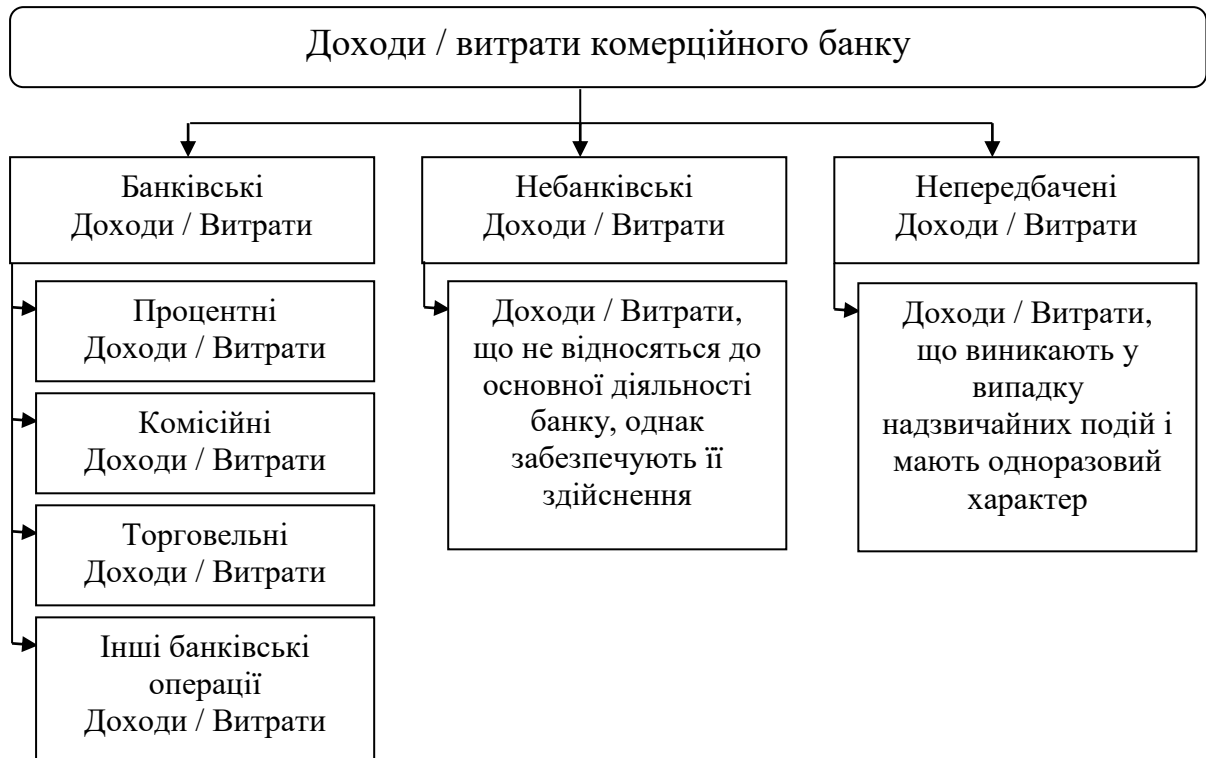 Доходи / витрати комерційного банку
Банківські
Доходи / Витрати
Небанківські
Доходи / Витрати
Непередбачені
Доходи / Витрати
Процентні
Доходи / Витрати
Комісійні
Доходи / Витрати
Торговельні
Доходи / Витрати
Інші банківські
операції
Доходи / Витрати
Доходи / Витрати,
що не відносяться до
основної діяльності
банку, однак
забезпечують її
здійснення
Доходи / Витрати,
що виникають у
випадку
надзвичайних подій і
мають одноразовий
характер